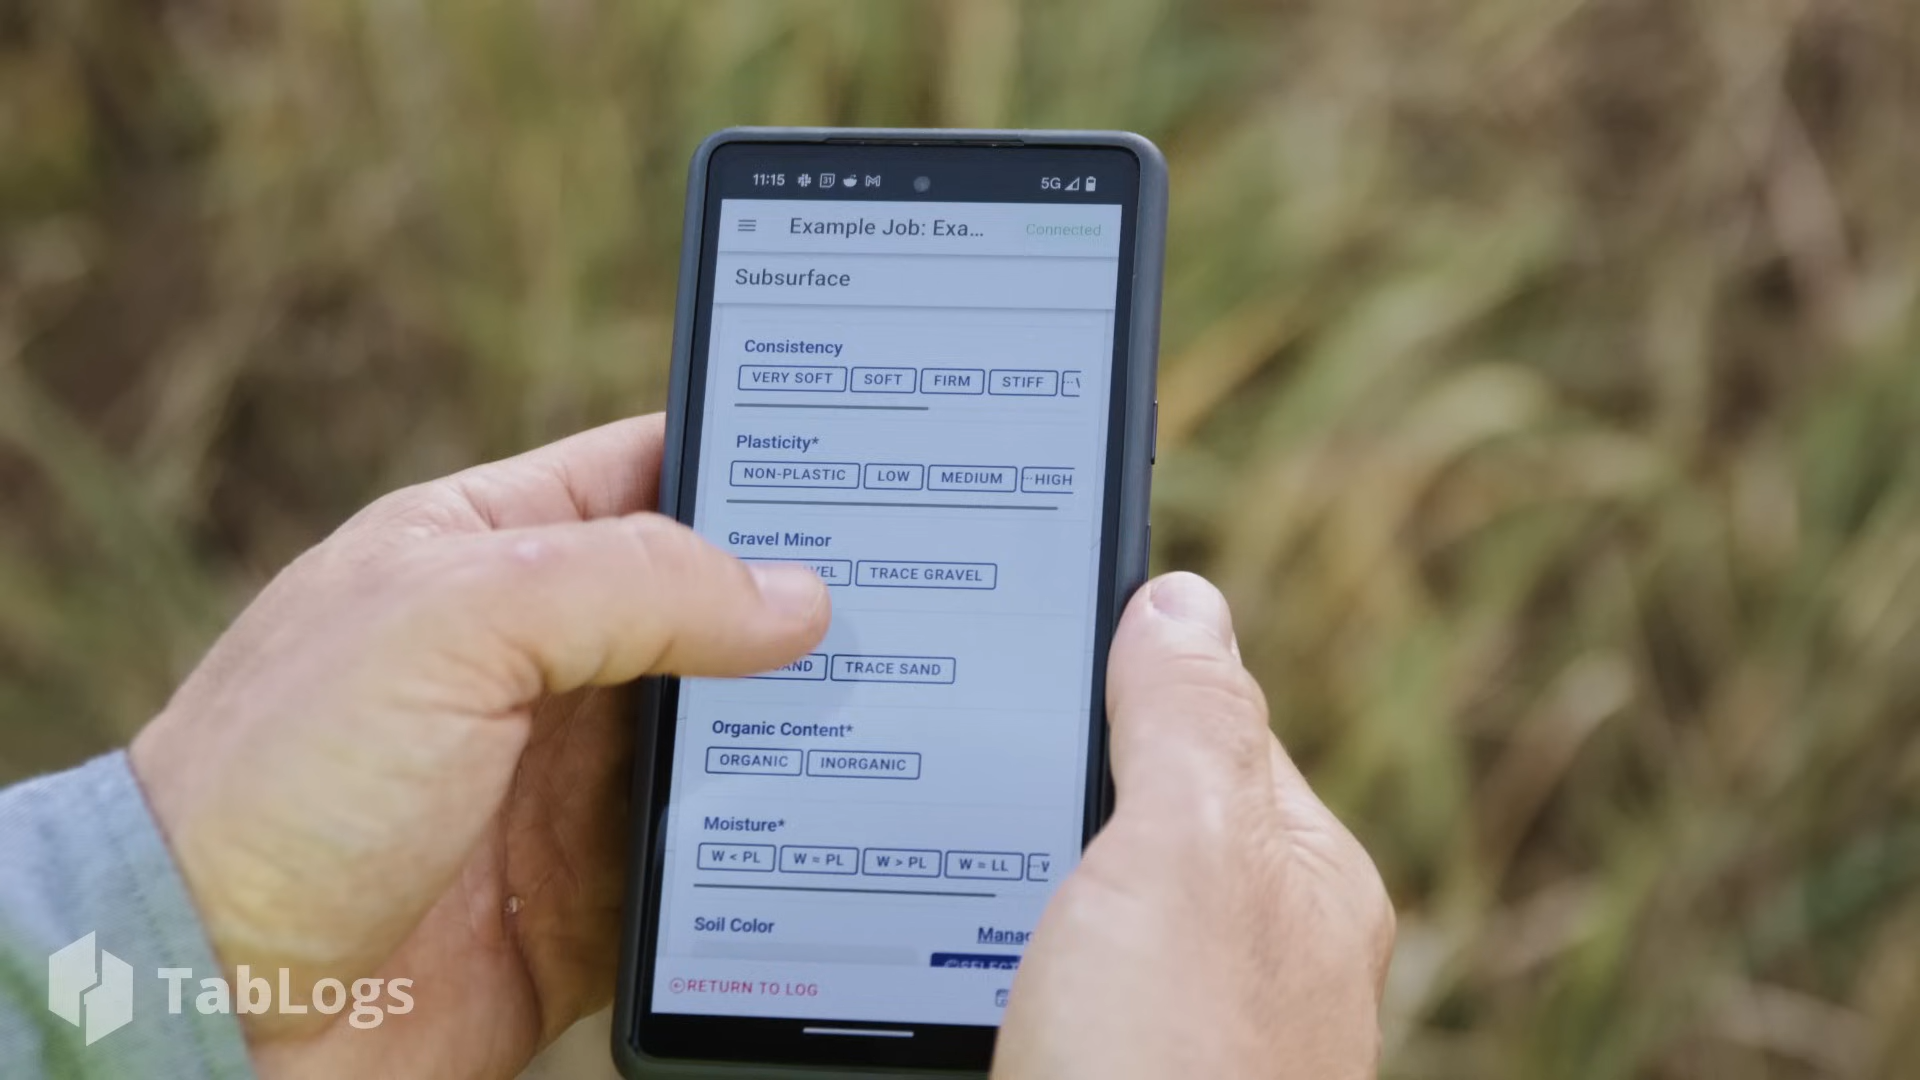 11:15 31 5G
Example Job: Exa... Connected
Subsurface
Consistency
VERY SOFT SOFT FIRM STIFF
Plasticity*
NON-PLASTIC LOW MEDIUM HIGH
Gravel Minor
TRACE GRAVEL
TRACE SAND
Organic Content*
ORGANIC INORGANIC
Moisture*
W < PL W = PL W > PL W = LL
Soil Color
RETURN TO LOG
TabLogs